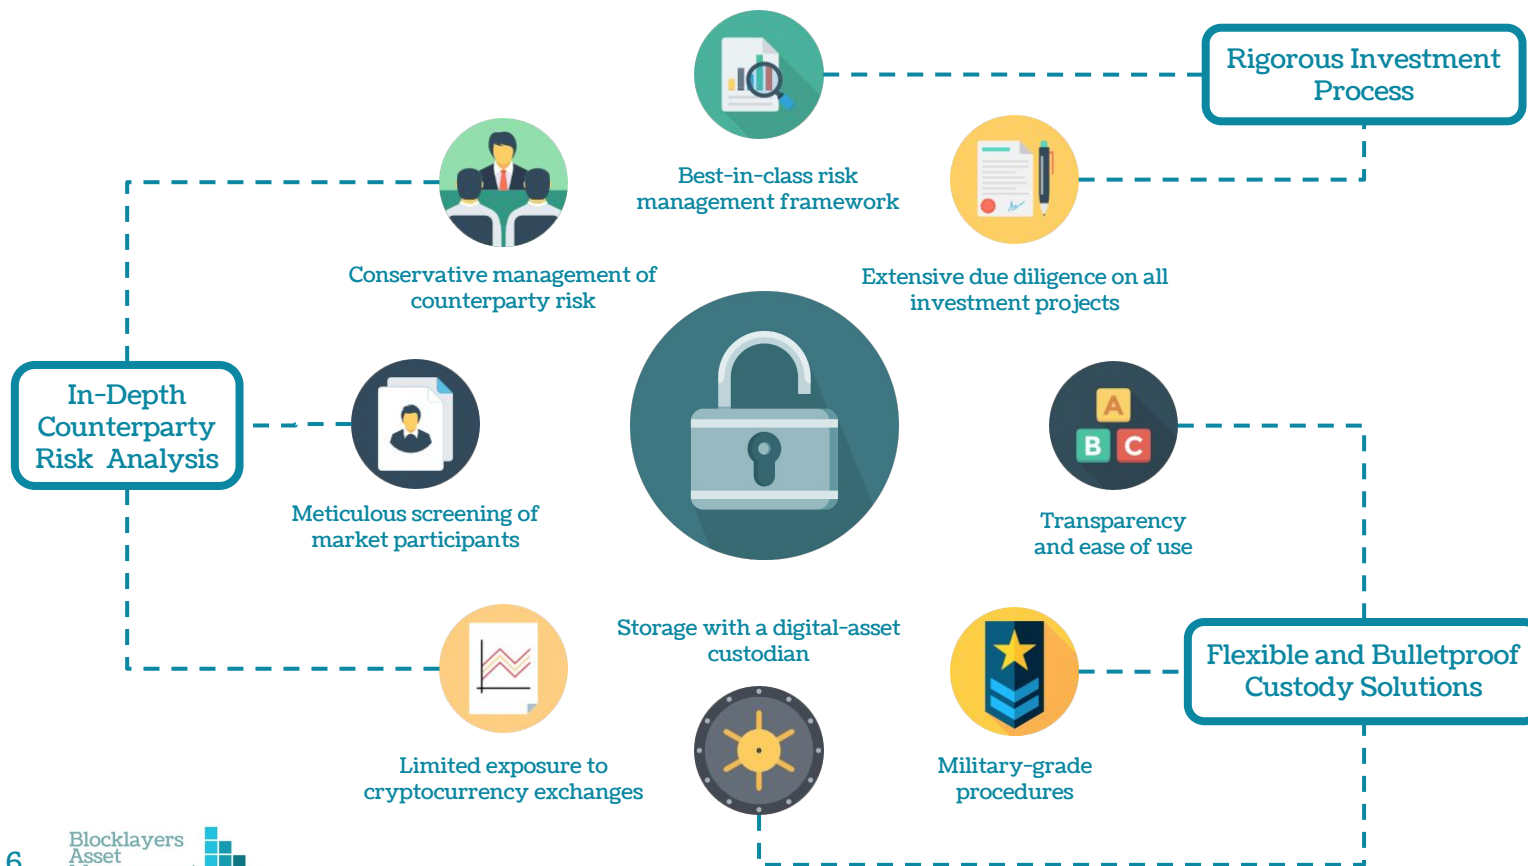 Rigorous Investment
Process
Best-in-class risk
management framework
Conservative management of
counterparty risk
Extensive due diligence on all
investment projects
In-Depth
Counterparty
Risk Analysis
A
B C
Meticulous screening of
market participants
Transparency
and ease of use
Storage with a digital-asset
custodian
Flexible and Bulletproof
Custody Solutions
Limited exposure to
cryptocurrency exchanges
Military-grade
procedures
6
Blocklayers
Asset